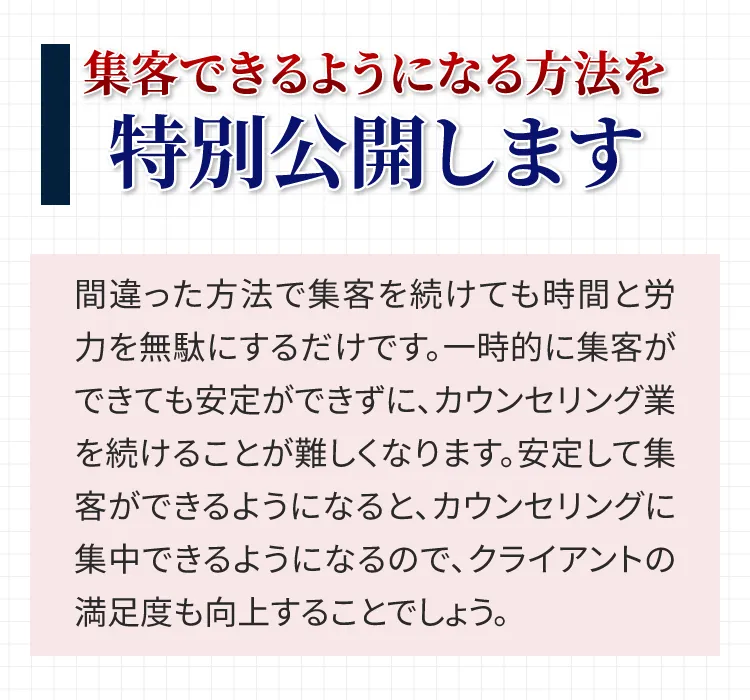 集客できるようになる方法を
特別公開します
間違った方法で集客を続けても時間と労
力を無駄にするだけです。一時的に集客が
できても安定ができずに、カウンセリング業
を続けることが難しくなります。安定して集
客ができるようになると、カウンセリングに
集中できるようになるので、クライアントの
満足度も向上することでしょう。